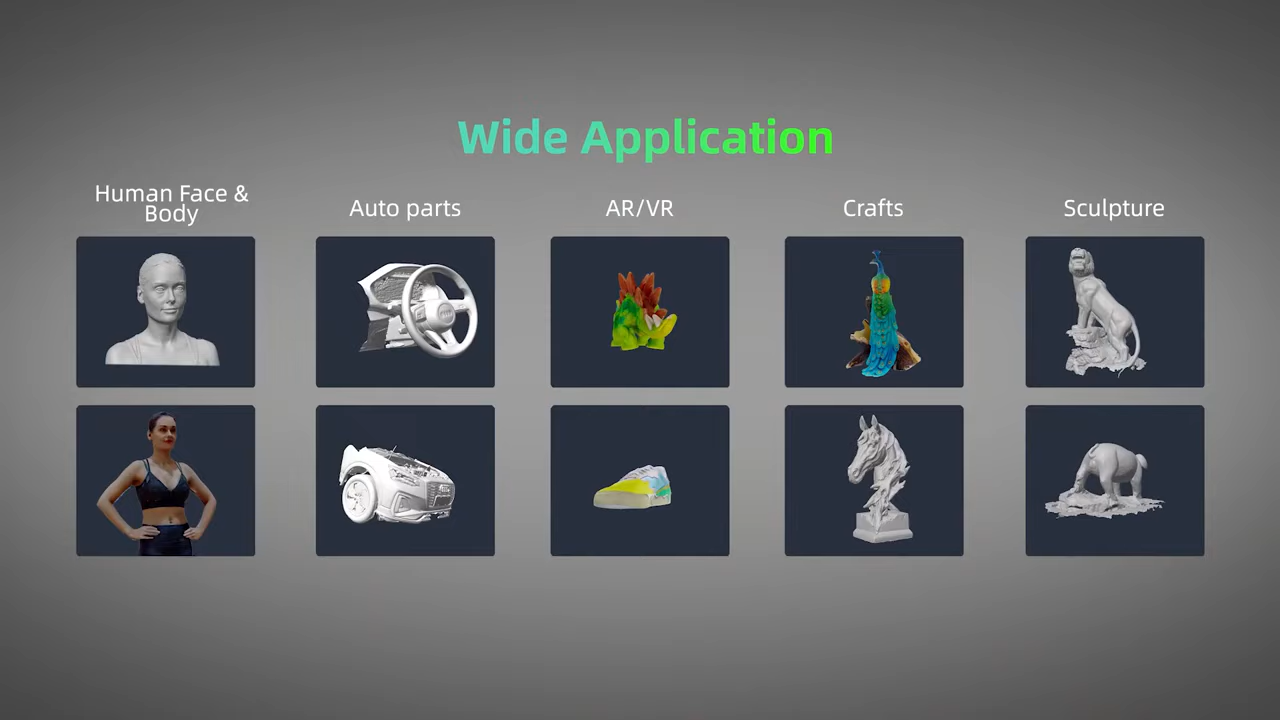 Wide Application
Human Face &
Body
Auto parts
AR/VR
Crafts
Sculpture